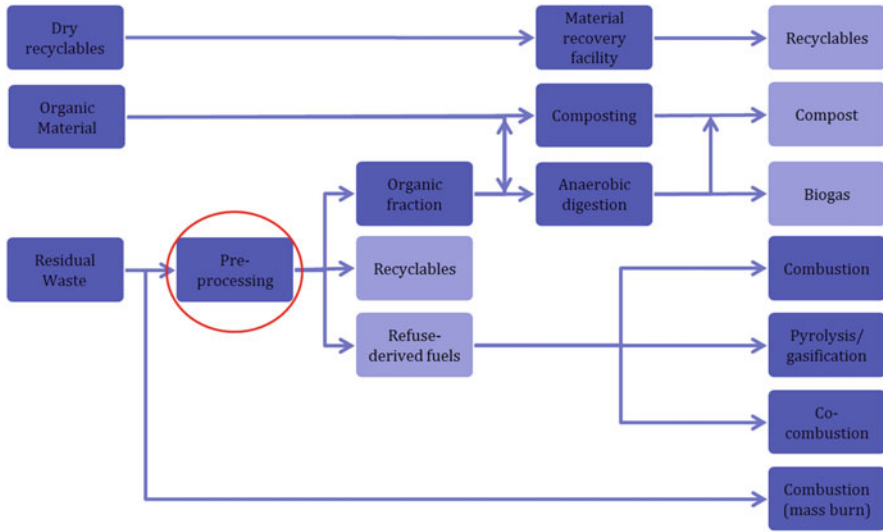 Dry
recyclables
Material
recovery
facility
Recyclables
Organic
Material
Composting
Compost
Organic
fraction
Anaerobic
digestion
Biogas
Residual
Waste
Pre-
processing
Recyclables
Combustion
Refuse-
derived fuels
Pyrolysis/
gasification
Co-
combustion
Combustion
(mass burn)